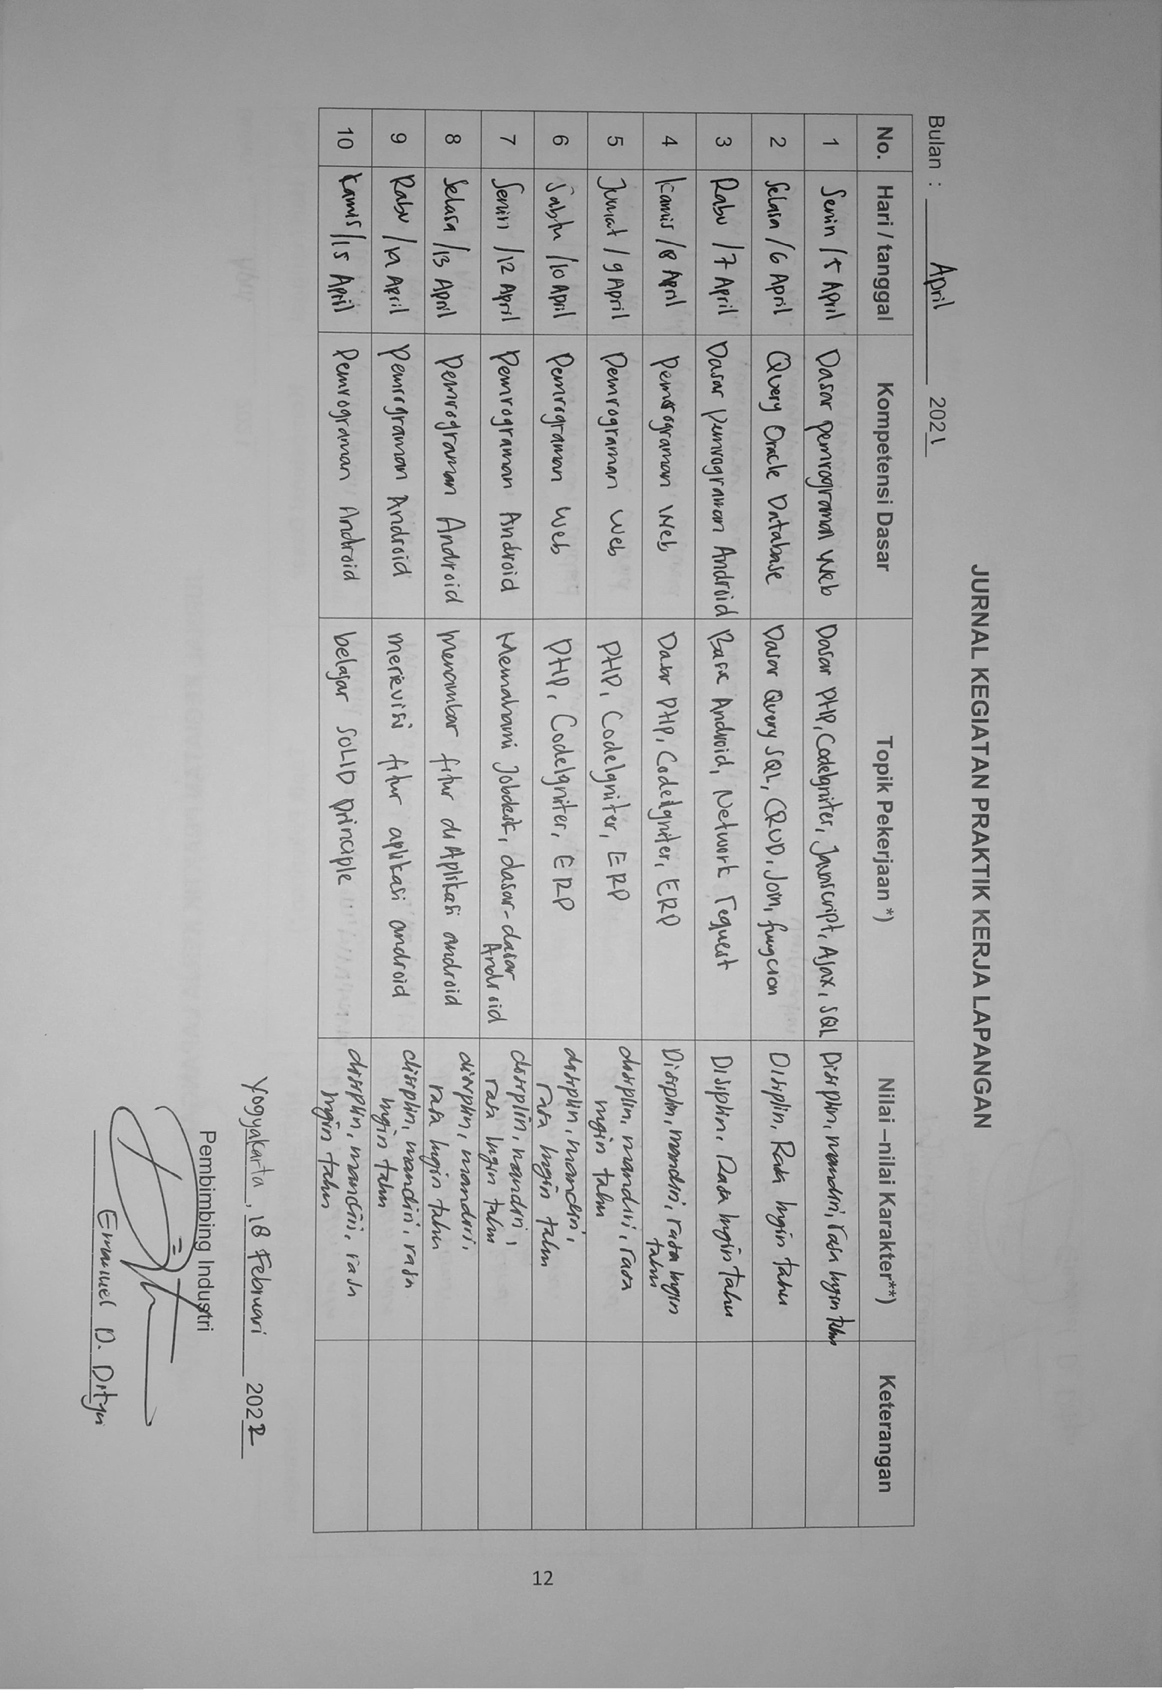 JURNAL KEGIATAN PRAKTIK KERJA LAPANGAN
Bulan : April 2021
No. Hari / tanggal Kompetensi Dasar Topik Pekerjaan *) Nilai –nilai Karakter**) Keterangan
1 Senin / 5 April Dasar pemrograman Web Dasar PHP, CodeIgniter, Javascript, Ajax, SQL Disiplin, mandiri, rasa ingin tahu
2 Selasa / 6 April Query Oracle Database Dasar Query SQL, CRUD, Join, fungcion Disiplin, Rasa Ingin tahu
3 Rabu / 7 April Dasar pemrograman Android Basic Android, Network request Disiplin, Rasa Ingin tahu
4 Kamis / 8 April Pemrograman Web Dasar PHP, CodeIgniter, ERP Disiplin, mandiri, rasa ingin
tahu
5 Jumat / 9 April Pemrograman Web PHP, CodeIgniter, ERP disiplin, mandiri, rasa
ingin tahu
6 Sabtu / 10 April Pemrograman Web PHP, CodeIgniter, ERP disiplin, mandiri,
rasa Ingin tahu
7 Senin / 12 April Pemrograman Android Memahami Jobdesk, dasar-dasar
Android disiplin, mandiri,
rasa Ingin tahu
8 Selasa / 13 April Pemrograman Android Menambar fitur di Aplikasi android disiplin, mandiri,
rasa Ingin tahu
9 Rabu / 14 April Pemrograman Android merievisi fitur aplikasi android disiplin, mandiri, rasa
Ingin tahu
10 Kamis / 15 April Pemrograman Android belajar SOLID principle disiplin, mandiri, rasa
Ingin tahu
Yogyakarta, 18 Februari 2022
Pembimbing Industri
Emanuel D.
12